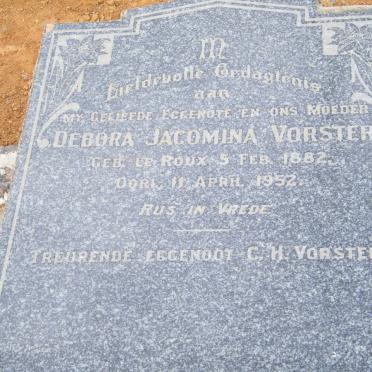 In
Liefdevolle Gedagtenis
aan
my geliefde eggenote en ons moeder
Debora Jacomina Vorster
Geb. le Roux 5 Feb. 1882.
Oorl. 11 April 1952.
Rus in Vrede
Treurende eggenoot C. H. Vorster